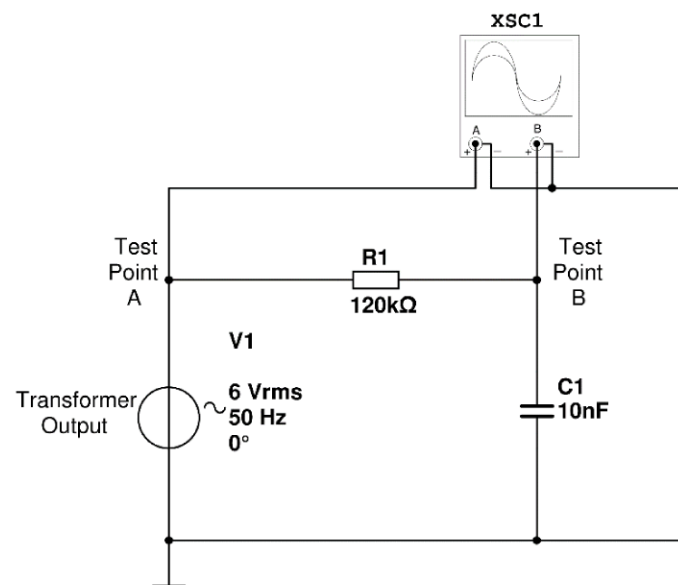 XSC1
A
B
+
−
+
−
Test
Point
A
R1
120kΩ
Test
Point
B
V1
Transformer
Output
6 Vrms
50 Hz
0°
C1
10nF